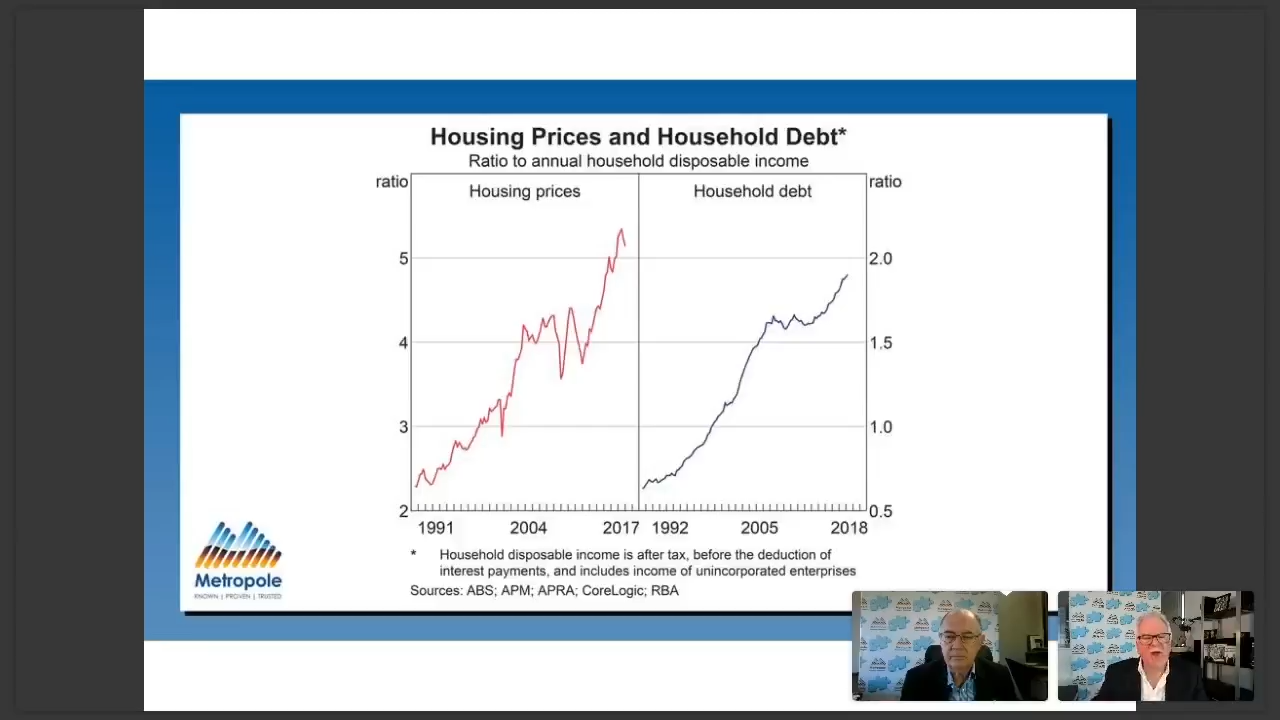 Housing Prices and Household Debt*
Ratio to annual household disposable income
ratio
Housing prices
Household debt
ratio
5
2.0
4
1.5
3
1.0
2
0.5
1991
2004
2017
1992
2005
2018
* Household disposable income is after tax, before the deduction of
interest payments, and includes income of unincorporated enterprises
Sources: ABS; APM; APRA; CoreLogic; RBA
Metropole
KNOWN | PROVEN | TRUSTED